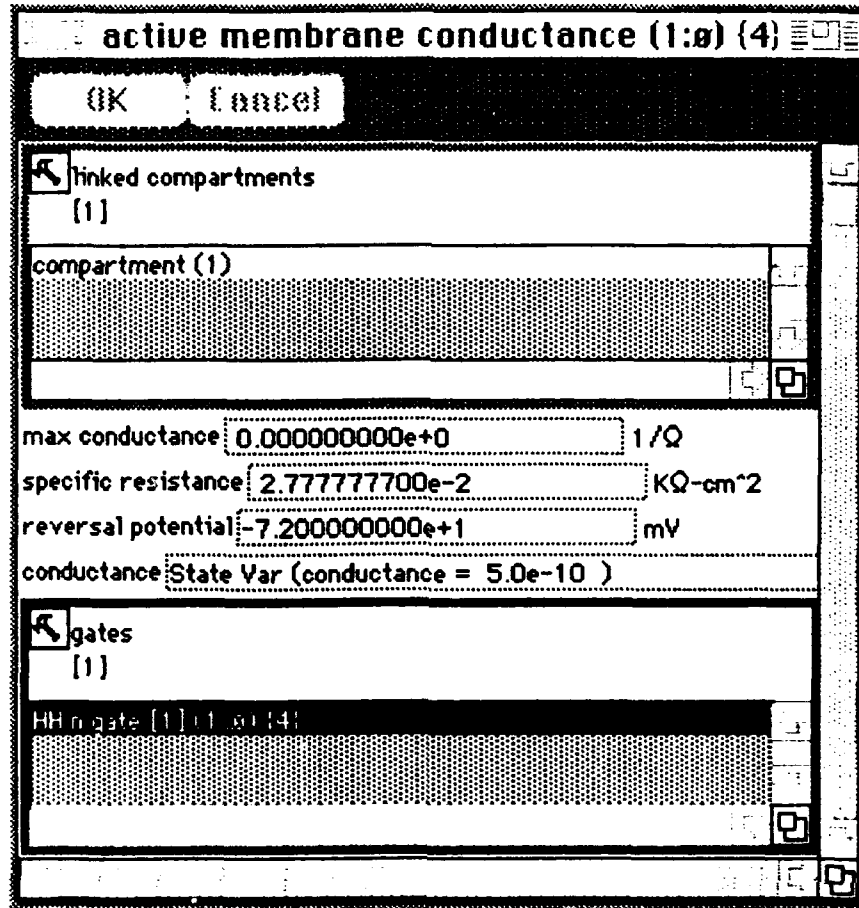 active membrane conductance (1:ø) {4}
OK Cancel
linked compartments
[1]
compartment (1)
max conductance 0.000000000e+0 1/Ω
specific resistance 2.777777700e-2 KΩ-cm^2
reversal potential -7.200000000e+1 mV
conductance State Var (conductance = 5.0e-10 )
gates
[1]
HH n gate [1] (1:ø) {4}